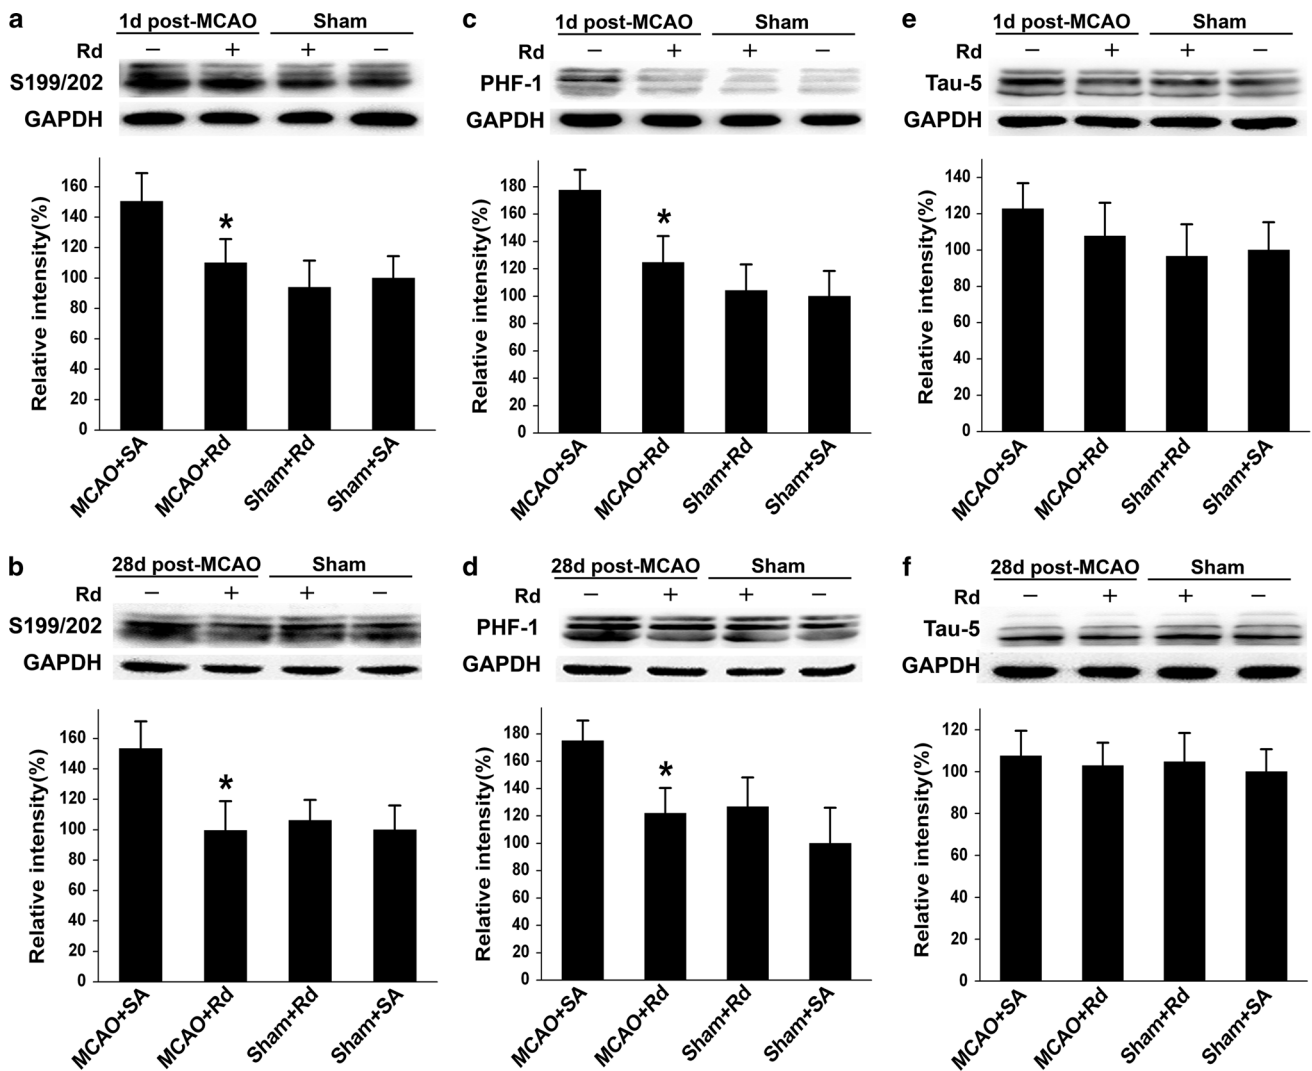 a
1d post-MCAO Sham
Rd − + + −
S199/202
GAPDH
Relative intensity(%)
160
140
120
100
80
60
40
20
0
*
MCAO+SA MCAO+Rd Sham+Rd Sham+SA
c
1d post-MCAO Sham
Rd − + + −
PHF-1
GAPDH
Relative intensity(%)
180
160
140
120
100
80
60
40
20
0
*
MCAO+SA MCAO+Rd Sham+Rd Sham+SA
e
1d post-MCAO Sham
Rd − + + −
Tau-5
GAPDH
Relative intensity(%)
140
120
100
80
60
40
20
0
MCAO+SA MCAO+Rd Sham+Rd Sham+SA
b
28d post-MCAO Sham
Rd − + + −
S199/202
GAPDH
Relative intensity(%)
160
140
120
100
80
60
40
20
0
*
MCAO+SA MCAO+Rd Sham+Rd Sham+SA
d
28d post-MCAO Sham
Rd − + + −
PHF-1
GAPDH
Relative intensity(%)
180
160
140
120
100
80
60
40
20
0
*
MCAO+SA MCAO+Rd Sham+Rd Sham+SA
f
28d post-MCAO Sham
Rd − + + −
Tau-5
GAPDH
Relative intensity(%)
120
100
80
60
40
20
0
MCAO+SA MCAO+Rd Sham+Rd Sham+SA